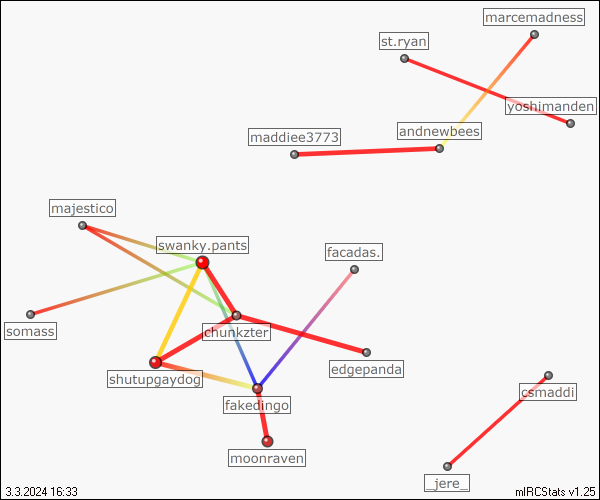 marcemadness
st.ryan
yoshimanden
andnewbees
maddiee3773
majestico
swanky.pants
facadas.
somass
chunkzter
edgepanda
shutupgaydog
csmaddi
fakedingo
moonraven
_jere_
3.3.2024 16:33
mIRCStats v1.25